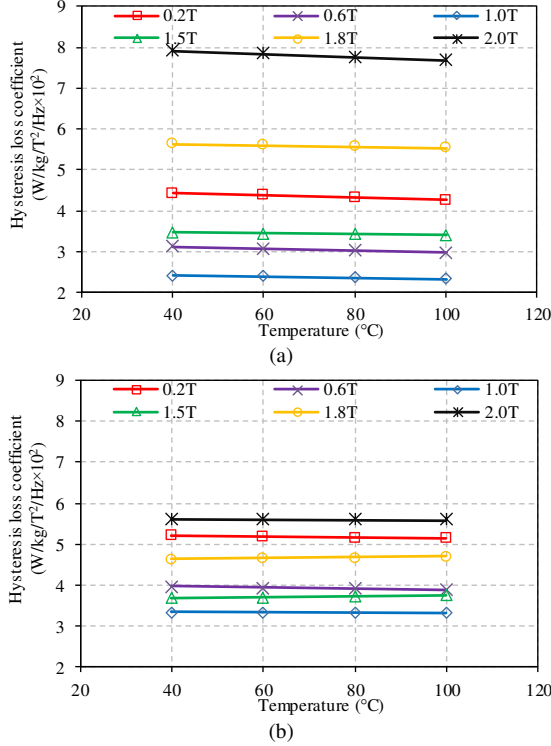 9
8
7
6
5
4
3
2
Hysteresis loss coefficient
(W/kg/T²/Hz×10²)
0.2T 0.6T 1.0T
1.5T 1.8T 2.0T
20 40 60 80 100 120
Temperature (°C)
(a)
9
8
7
6
5
4
3
2
Hysteresis loss coefficient
(W/kg/T²/Hz×10²)
0.2T 0.6T 1.0T
1.5T 1.8T 2.0T
20 40 60 80 100 120
Temperature (°C)
(b)